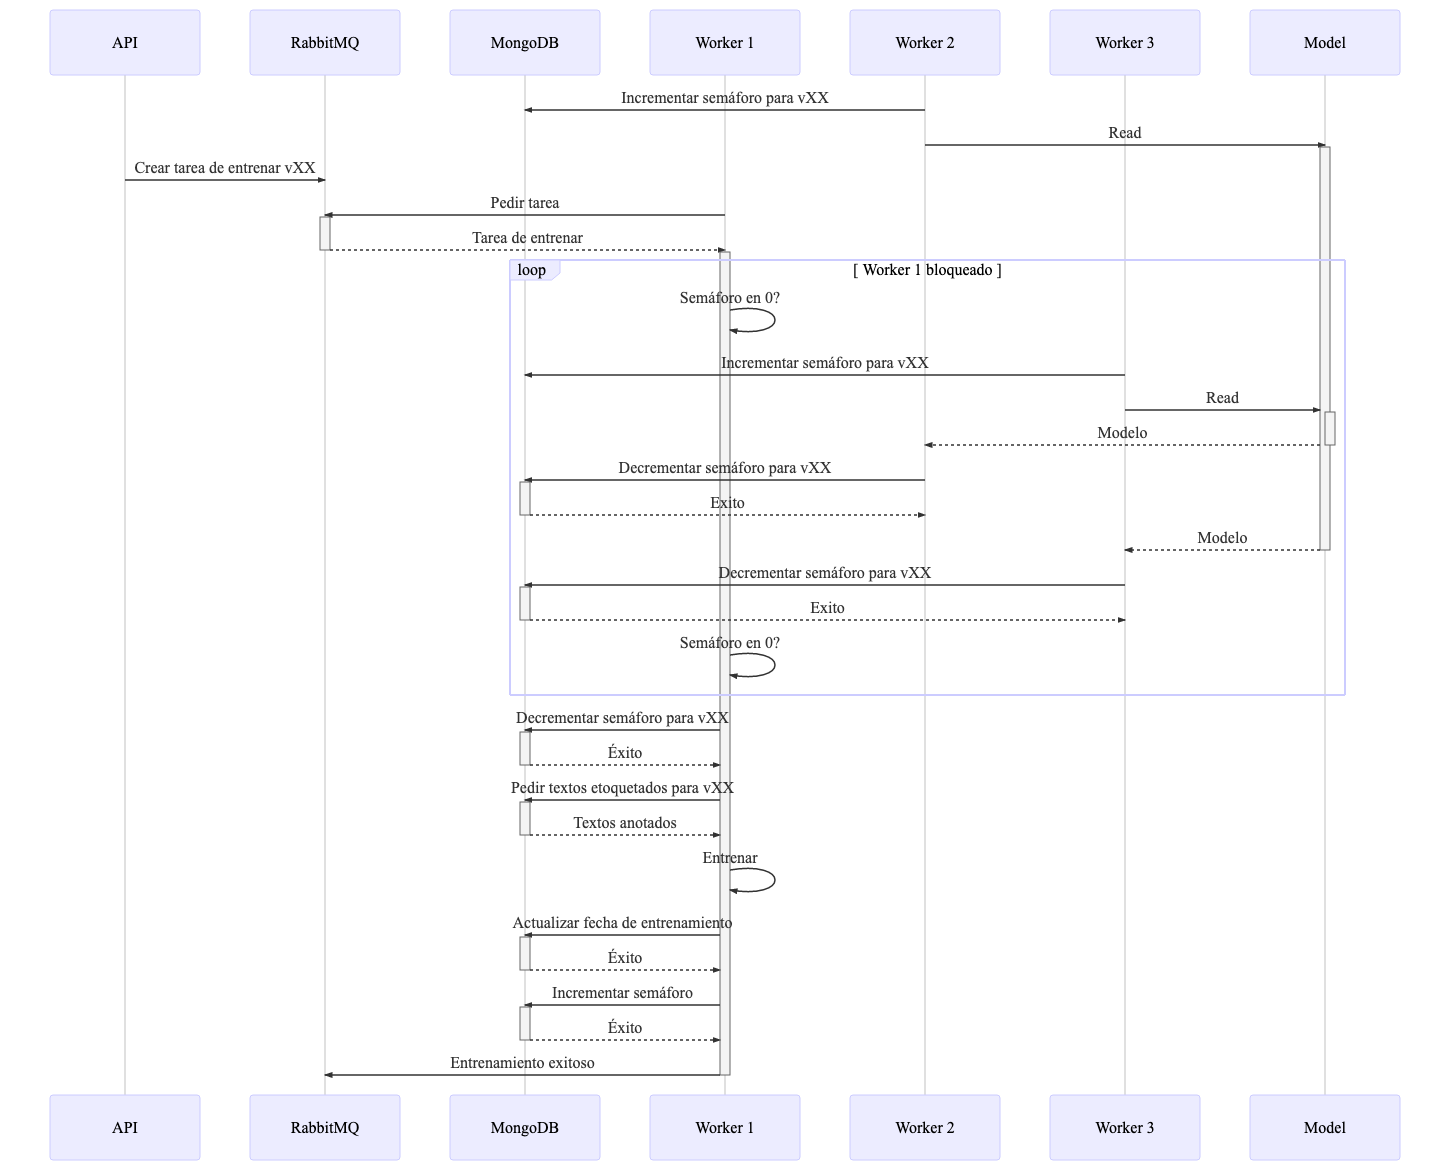 API
RabbitMQ
MongoDB
Worker 1
Worker 2
Worker 3
Model
Incrementar semáforo para vXX
Read
Crear tarea de entrenar vXX
Pedir tarea
Tarea de entrenar
loop
[ Worker 1 bloqueado ]
Semáforo en 0?
Incrementar semáforo para vXX
Read
Modelo
Decrementar semáforo para vXX
Exito
Modelo
Decrementar semáforo para vXX
Exito
Semáforo en 0?
Decrementar semáforo para vXX
Éxito
Pedir textos etoquetados para vXX
Textos anotados
Entrenar
Actualizar fecha de entrenamiento
Éxito
Incrementar semáforo
Éxito
Entrenamiento exitoso
API
RabbitMQ
MongoDB
Worker 1
Worker 2
Worker 3
Model